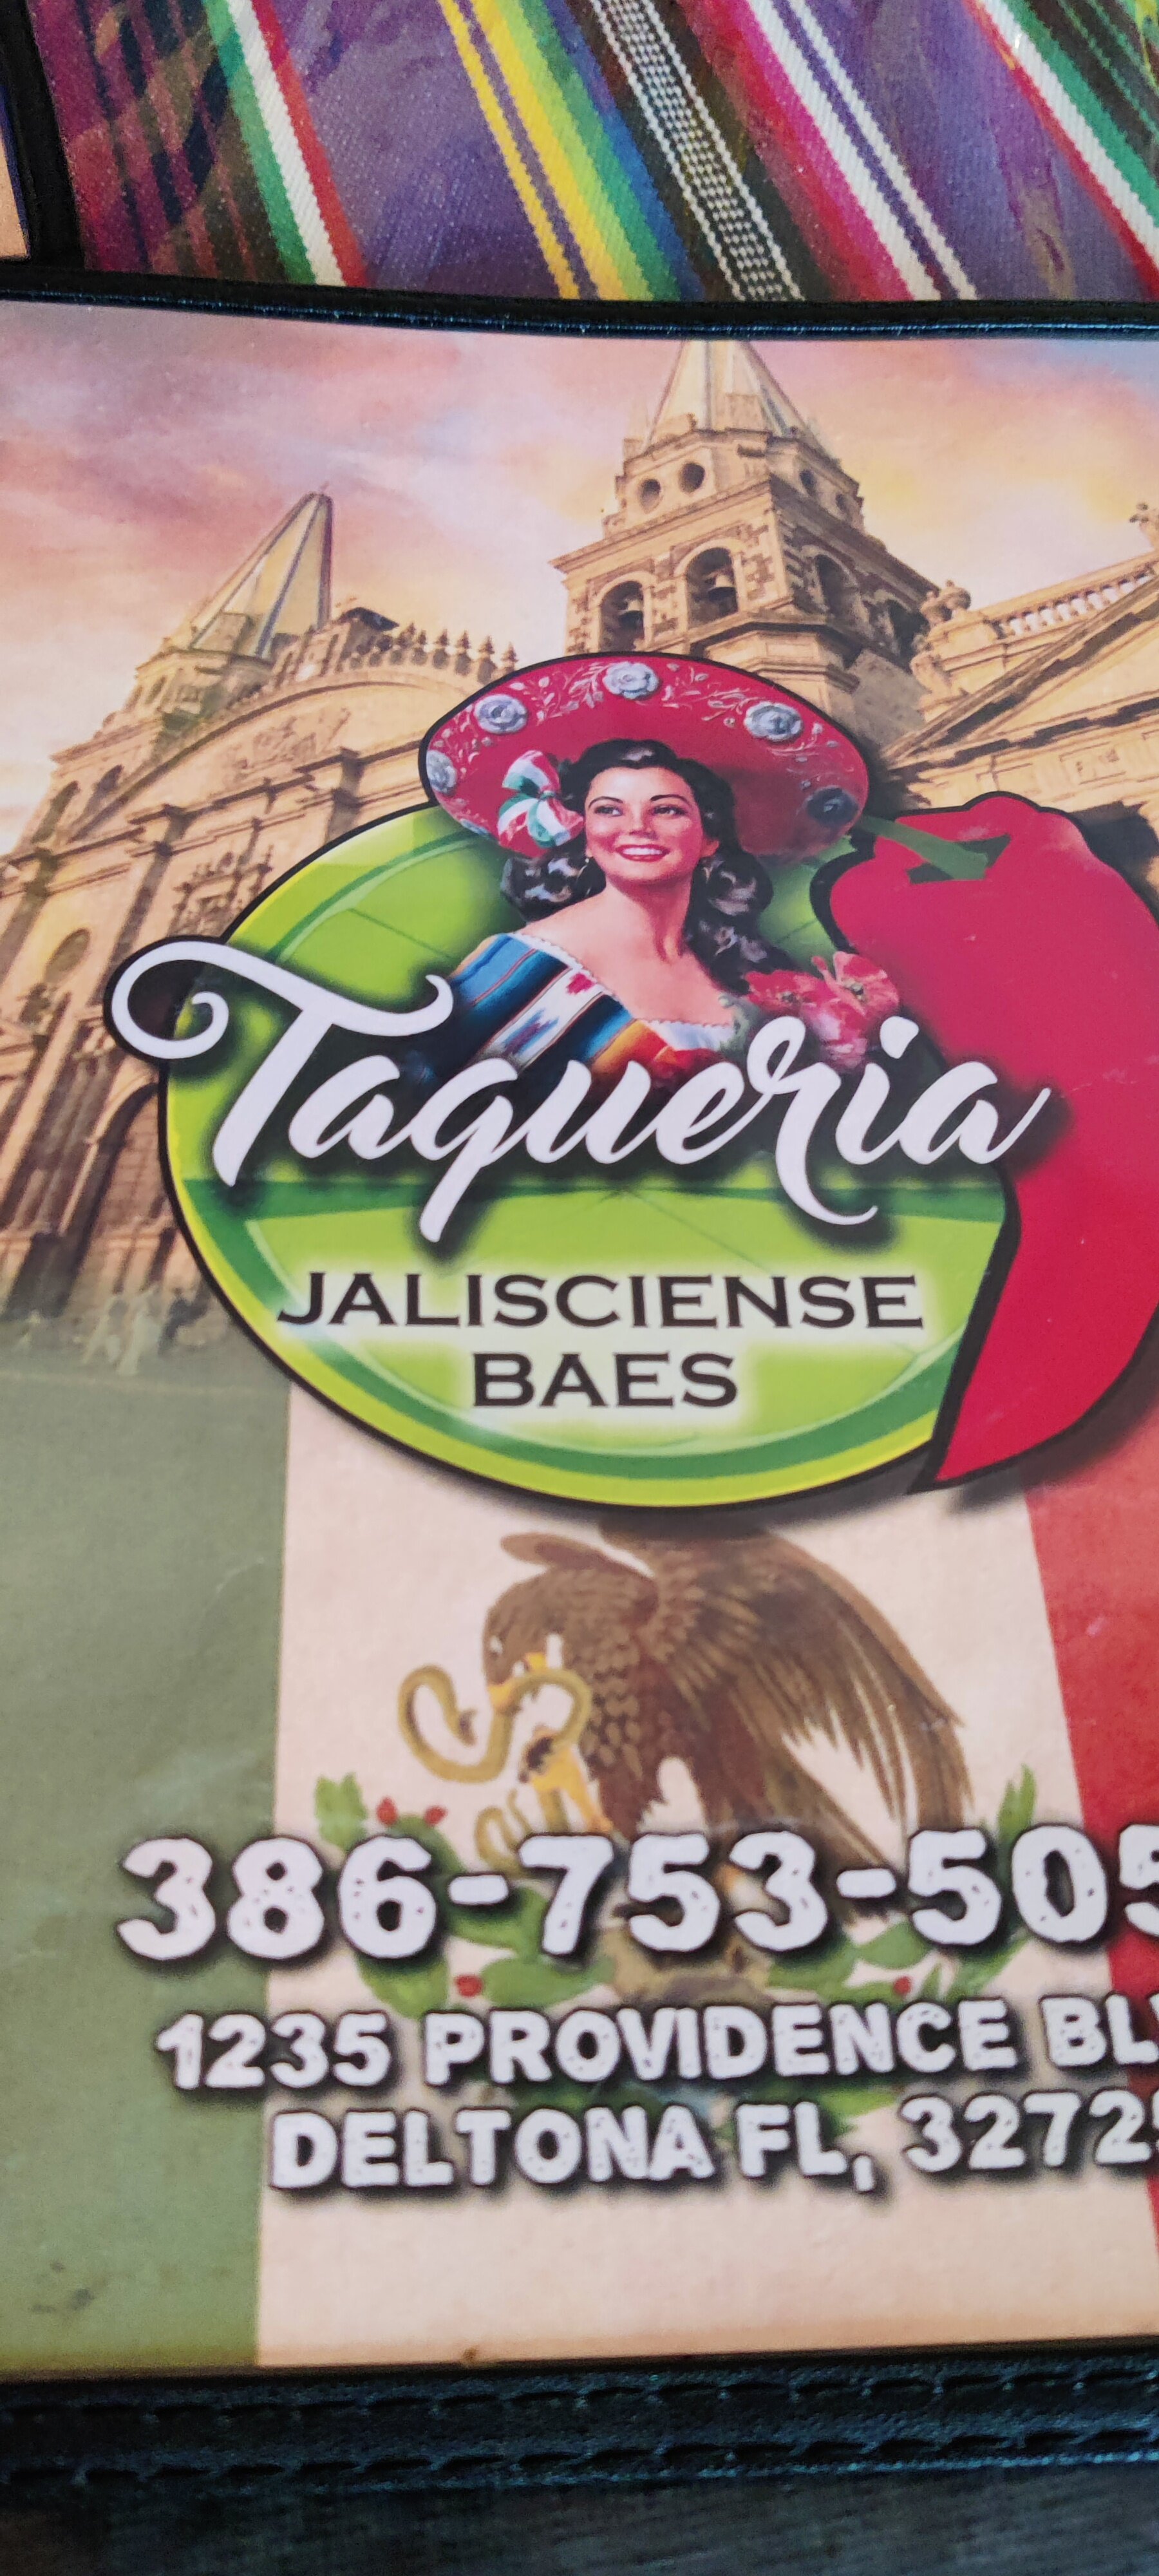 Taqueria
JALISCIENSE
BAES
386-753-505
1235 PROVIDENCE BL
DELTONA FL, 3272